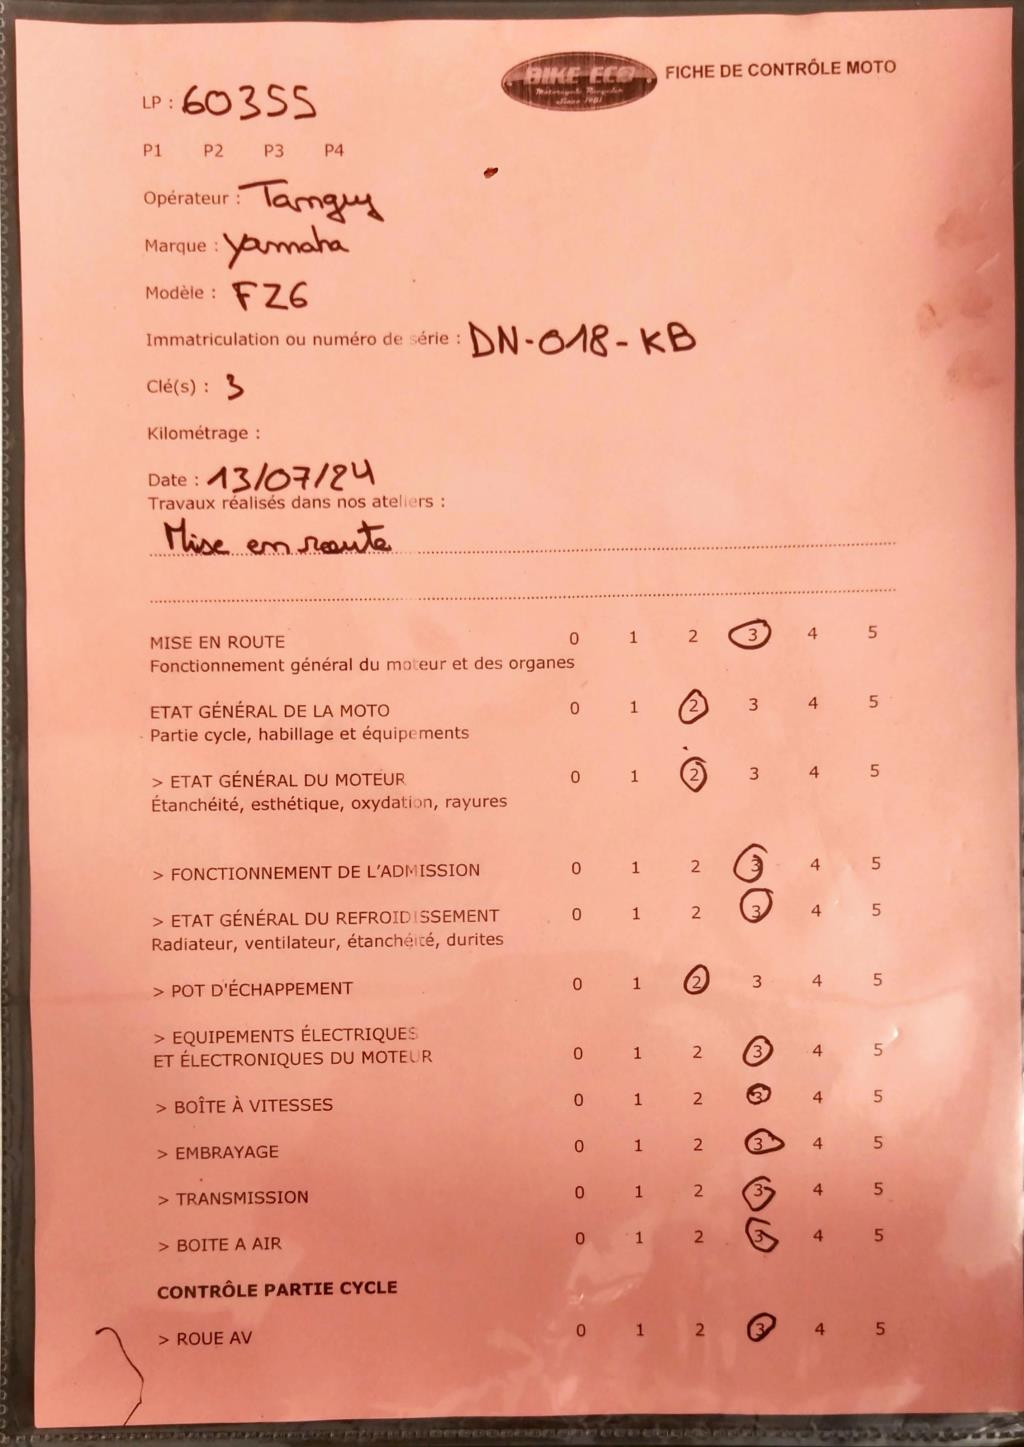 BIKE ECO
Motorcycle Recycler
Since 1981
FICHE DE CONTRÔLE MOTO
LP : 60355
P1 P2 P3 P4
Opérateur : Tanguy
Marque : Yamaha
Modèle : FZ6
Immatriculation ou numéro de série : DN-018-KB
Clé(s) : 3
Kilométrage :
Date : 13/07/24
Travaux réalisés dans nos ateliers :
Mise en route
MISE EN ROUTE 0 1 2 3 4 5
Fonctionnement général du moteur et des organes
ETAT GÉNÉRAL DE LA MOTO 0 1 2 3 4 5
Partie cycle, habillage et équipements
> ETAT GÉNÉRAL DU MOTEUR 0 1 2 3 4 5
Étanchéité, esthétique, oxydation, rayures
> FONCTIONNEMENT DE L'ADMISSION 0 1 2 3 4 5
> ETAT GÉNÉRAL DU REFROIDISSEMENT 0 1 2 3 4 5
Radiateur, ventilateur, étanchéité, durites
> POT D'ÉCHAPPEMENT 0 1 2 3 4 5
> EQUIPEMENTS ÉLECTRIQUES
ET ÉLECTRONIQUES DU MOTEUR 0 1 2 3 4 5
> BOÎTE À VITESSES 0 1 2 3 4 5
> EMBRAYAGE 0 1 2 3 4 5
> TRANSMISSION 0 1 2 3 4 5
> BOITE A AIR 0 1 2 3 4 5
CONTRÔLE PARTIE CYCLE
> ROUE AV 0 1 2 3 4 5